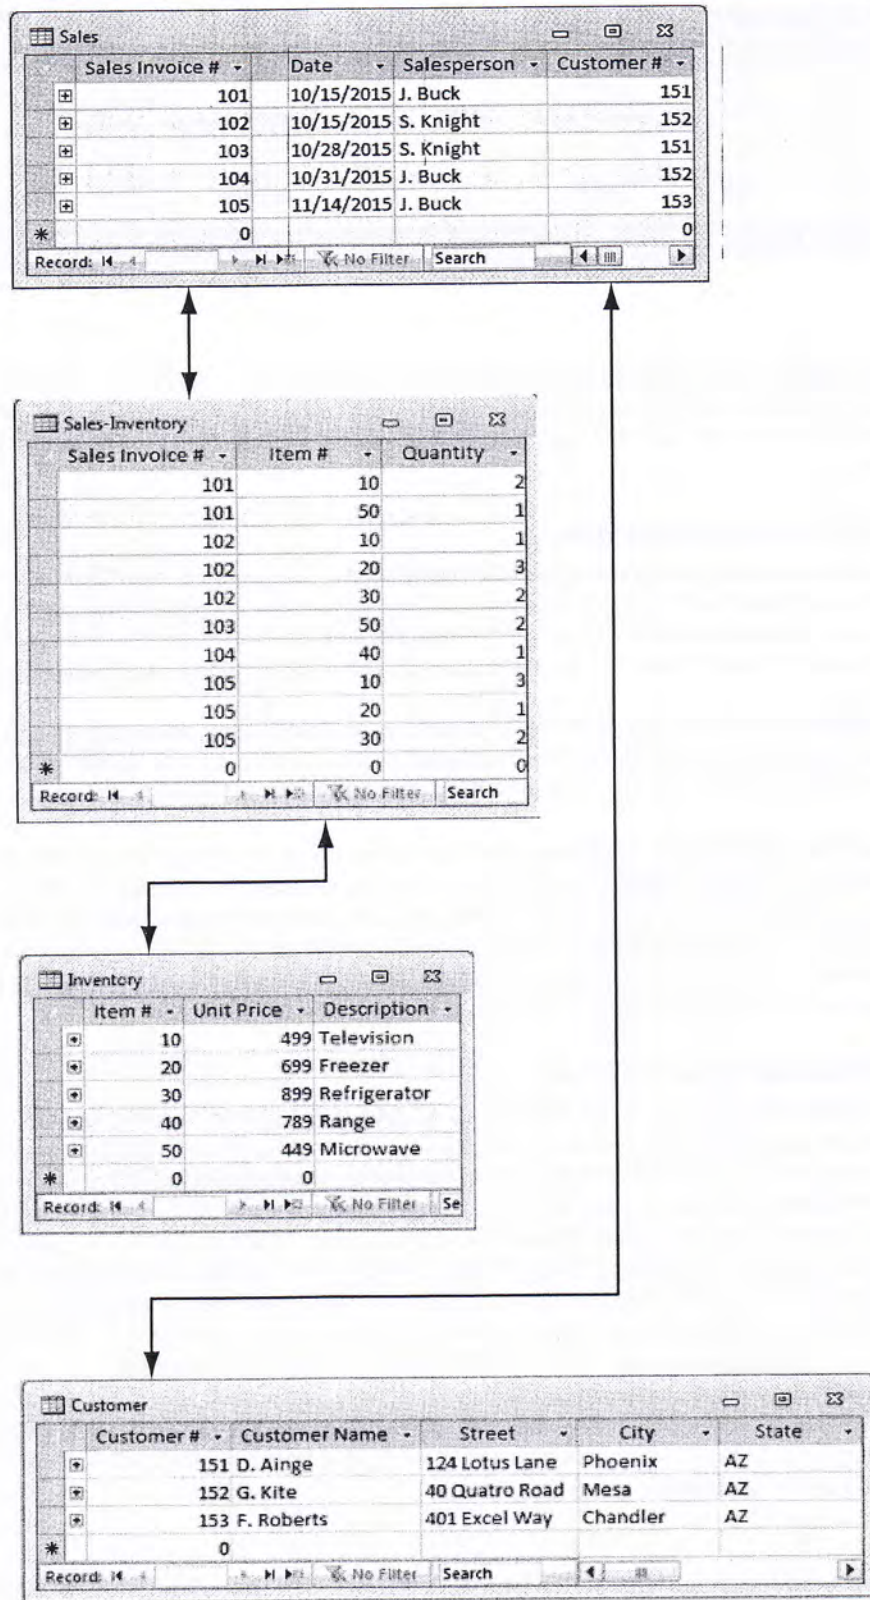 Sales
Sales Invoice # Date Salesperson Customer #
101 10/15/2015 J. Buck 151
102 10/15/2015 S. Knight 152
103 10/28/2015 S. Knight 151
104 10/31/2015 J. Buck 152
105 11/14/2015 J. Buck 153
* 0 0
Record: No Filter Search
Sales-Inventory
Sales Invoice # Item # Quantity
101 10 2
101 50 1
102 10 1
102 20 3
102 30 2
103 50 2
104 40 1
105 10 3
105 20 1
105 30 2
* 0 0 0
Record: No Filter Search
Inventory
Item # Unit Price Description
10 499 Television
20 699 Freezer
30 899 Refrigerator
40 789 Range
50 449 Microwave
* 0 0
Record: No Filter Se
Customer
Customer # Customer Name Street City State
151 D. Ainge 124 Lotus Lane Phoenix AZ
152 G. Kite 40 Quatro Road Mesa AZ
153 F. Roberts 401 Excel Way Chandler AZ
* 0
Record: No Filter Search